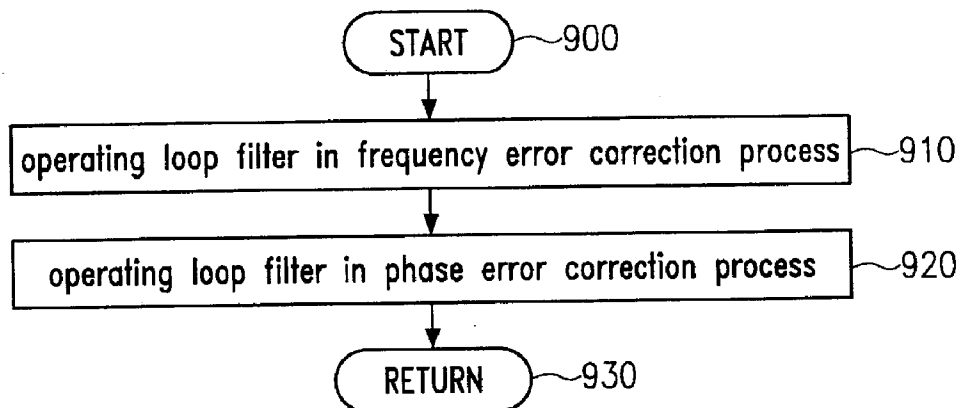 START 900
operating loop filter in frequency error correction process 910
operating loop filter in phase error correction process 920
RETURN 930